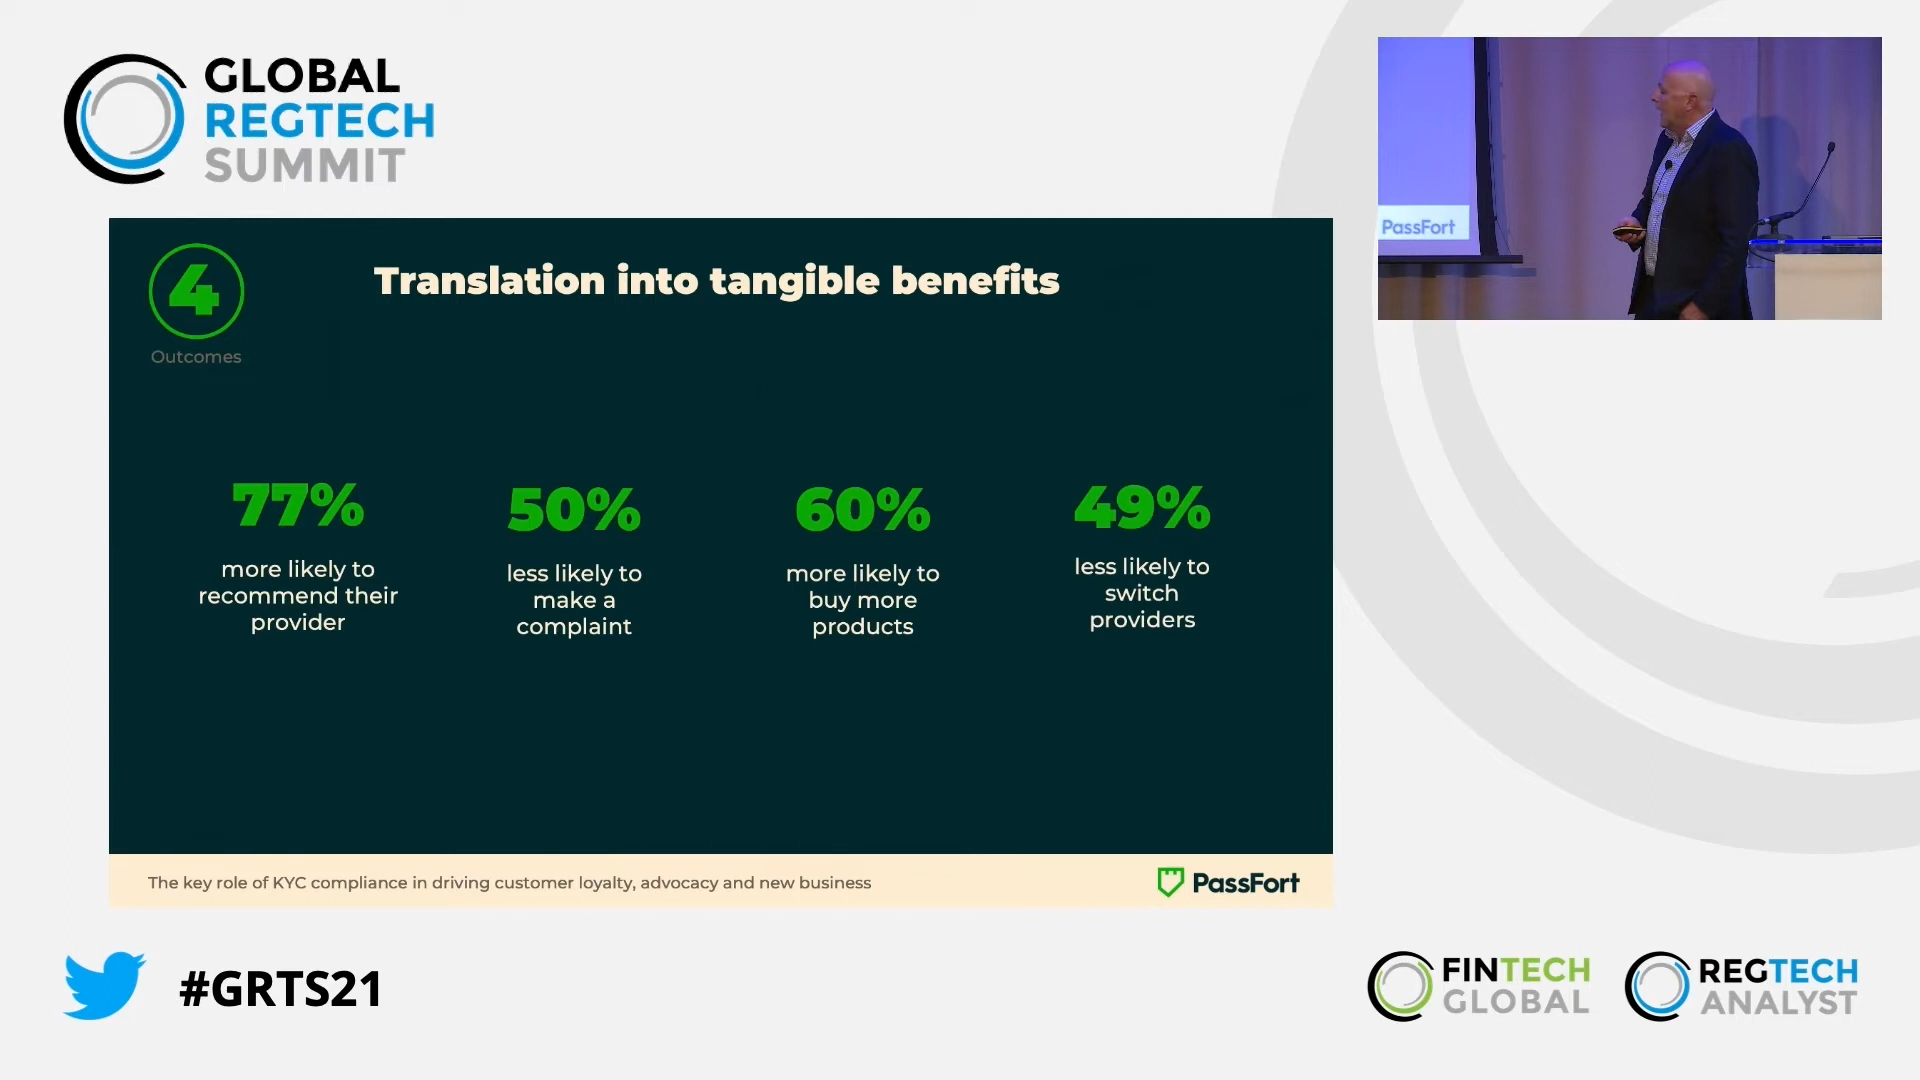 GLOBAL
REGTECH
SUMMIT
PassFort
4
Outcomes
Translation into tangible benefits
77%
more likely to
recommend their
provider
50%
less likely to
make a
complaint
60%
more likely to
buy more
products
49%
less likely to
switch
providers
The key role of KYC compliance in driving customer loyalty, advocacy and new business
PassFort
#GRTS21
FINTECH
GLOBAL
REGTECH
ANALYST